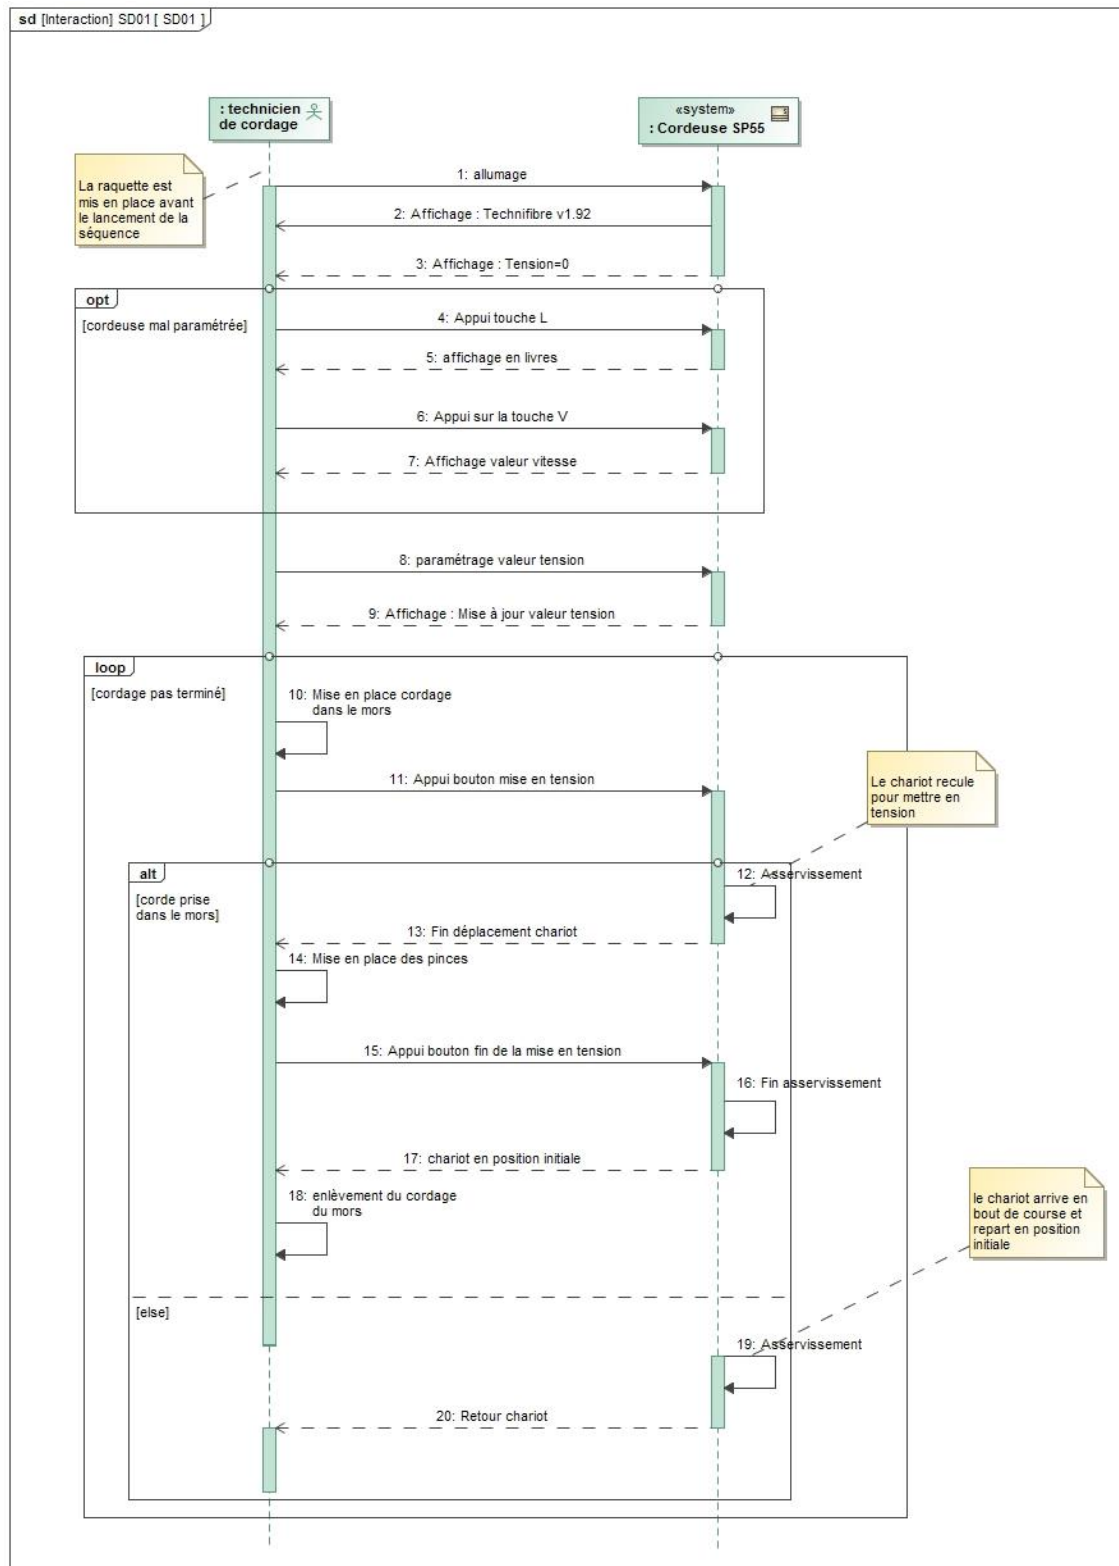 sd [Interaction] SD01 [ SD01 ]
: technicien
de cordage
«system»
: Cordeuse SP55
La raquette est
mis en place avant
le lancement de la
séquence
1: allumage
2: Affichage : Technifibre v1.92
3: Affichage : Tension=0
opt
[cordeuse mal paramétrée]
4: Appui touche L
5: affichage en livres
6: Appui sur la touche V
7: Affichage valeur vitesse
8: paramétrage valeur tension
9: Affichage : Mise à jour valeur tension
loop
[cordage pas terminé]
10: Mise en place cordage
dans le mors
11: Appui bouton mise en tension
Le chariot recule
pour mettre en
tension
alt
[corde prise
dans le mors]
12: Asservissement
13: Fin déplacement chariot
14: Mise en place des pinces
15: Appui bouton fin de la mise en tension
16: Fin asservissement
17: chariot en position initiale
18: enlèvement du cordage
du mors
le chariot arrive en
bout de course et
repart en position
initiale
[else]
19: Asservissement
20: Retour chariot